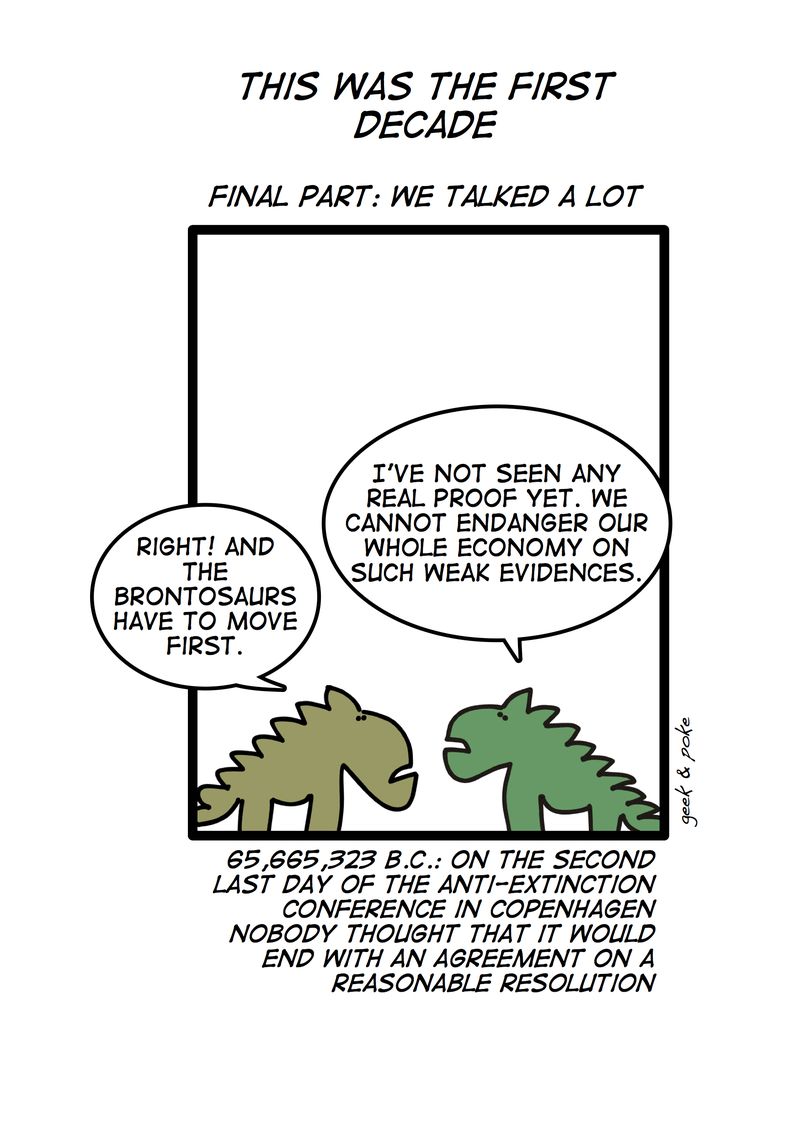 THIS WAS THE FIRST
DECADE
FINAL PART: WE TALKED A LOT
I'VE NOT SEEN ANY
REAL PROOF YET. WE
CANNOT ENDANGER OUR
WHOLE ECONOMY ON
SUCH WEAK EVIDENCES.
RIGHT! AND
THE
BRONTOSAURS
HAVE TO MOVE
FIRST.
geek & poke
65,665,323 B.C.: ON THE SECOND
LAST DAY OF THE ANTI-EXTINCTION
CONFERENCE IN COPENHAGEN
NOBODY THOUGHT THAT IT WOULD
END WITH AN AGREEMENT ON A
REASONABLE RESOLUTION